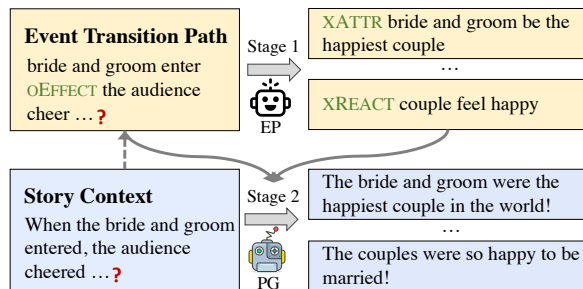 Event Transition Path
bride and groom enter
OEFFECT the audience
cheer ... ?
Stage 1
EP
XATTR bride and groom be the
happiest couple
...
XREACT couple feel happy
Story Context
When the bride and groom
entered, the audience
cheered ... ?
Stage 2
PG
The bride and groom were the
happiest couple in the world!
...
The couples were so happy to be
married!